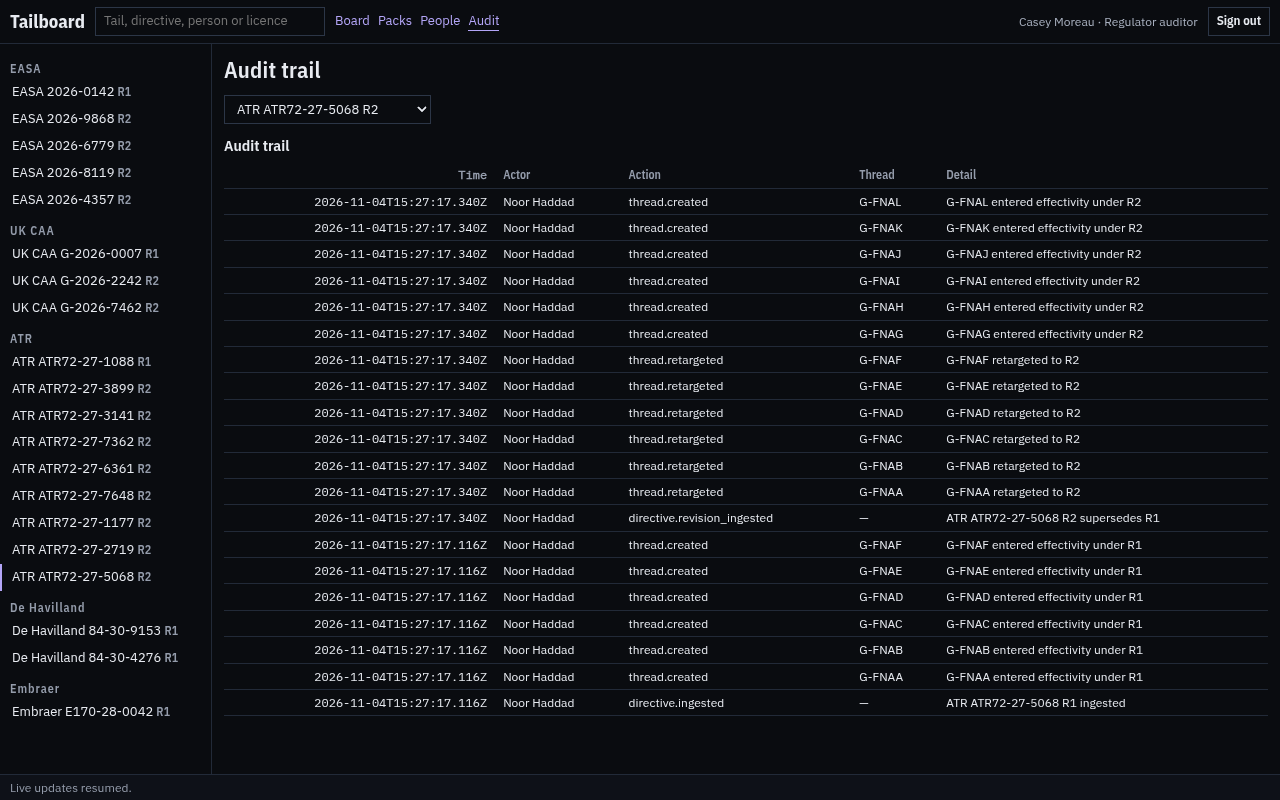 Tailboard
Tail, directive, person or licence
Board Packs People Audit
Casey Moreau · Regulator auditor
Sign out
EASA
EASA 2026-0142 R1
EASA 2026-9868 R2
EASA 2026-6779 R2
EASA 2026-8119 R2
EASA 2026-4357 R2
UK CAA
UK CAA G-2026-0007 R1
UK CAA G-2026-2242 R2
UK CAA G-2026-7462 R2
ATR
ATR ATR72-27-1088 R1
ATR ATR72-27-3899 R2
ATR ATR72-27-3141 R2
ATR ATR72-27-7362 R2
ATR ATR72-27-6361 R2
ATR ATR72-27-7648 R2
ATR ATR72-27-1177 R2
ATR ATR72-27-2719 R2
ATR ATR72-27-5068 R2
De Havilland
De Havilland 84-30-9153 R1
De Havilland 84-30-4276 R1
Embraer
Embraer E170-28-0042 R1
Audit trail
ATR ATR72-27-5068 R2
Audit trail
Time Actor Action Thread Detail
2026-11-04T15:27:17.340Z Noor Haddad thread.created G-FNAL G-FNAL entered effectivity under R2
2026-11-04T15:27:17.340Z Noor Haddad thread.created G-FNAK G-FNAK entered effectivity under R2
2026-11-04T15:27:17.340Z Noor Haddad thread.created G-FNAJ G-FNAJ entered effectivity under R2
2026-11-04T15:27:17.340Z Noor Haddad thread.created G-FNAI G-FNAI entered effectivity under R2
2026-11-04T15:27:17.340Z Noor Haddad thread.created G-FNAH G-FNAH entered effectivity under R2
2026-11-04T15:27:17.340Z Noor Haddad thread.created G-FNAG G-FNAG entered effectivity under R2
2026-11-04T15:27:17.340Z Noor Haddad thread.retargeted G-FNAF G-FNAF retargeted to R2
2026-11-04T15:27:17.340Z Noor Haddad thread.retargeted G-FNAE G-FNAE retargeted to R2
2026-11-04T15:27:17.340Z Noor Haddad thread.retargeted G-FNAD G-FNAD retargeted to R2
2026-11-04T15:27:17.340Z Noor Haddad thread.retargeted G-FNAC G-FNAC retargeted to R2
2026-11-04T15:27:17.340Z Noor Haddad thread.retargeted G-FNAB G-FNAB retargeted to R2
2026-11-04T15:27:17.340Z Noor Haddad thread.retargeted G-FNAA G-FNAA retargeted to R2
2026-11-04T15:27:17.340Z Noor Haddad directive.revision_ingested — ATR ATR72-27-5068 R2 supersedes R1
2026-11-04T15:27:17.116Z Noor Haddad thread.created G-FNAF G-FNAF entered effectivity under R1
2026-11-04T15:27:17.116Z Noor Haddad thread.created G-FNAE G-FNAE entered effectivity under R1
2026-11-04T15:27:17.116Z Noor Haddad thread.created G-FNAD G-FNAD entered effectivity under R1
2026-11-04T15:27:17.116Z Noor Haddad thread.created G-FNAC G-FNAC entered effectivity under R1
2026-11-04T15:27:17.116Z Noor Haddad thread.created G-FNAB G-FNAB entered effectivity under R1
2026-11-04T15:27:17.116Z Noor Haddad thread.created G-FNAA G-FNAA entered effectivity under R1
2026-11-04T15:27:17.116Z Noor Haddad directive.ingested — ATR ATR72-27-5068 R1 ingested
Live updates resumed.